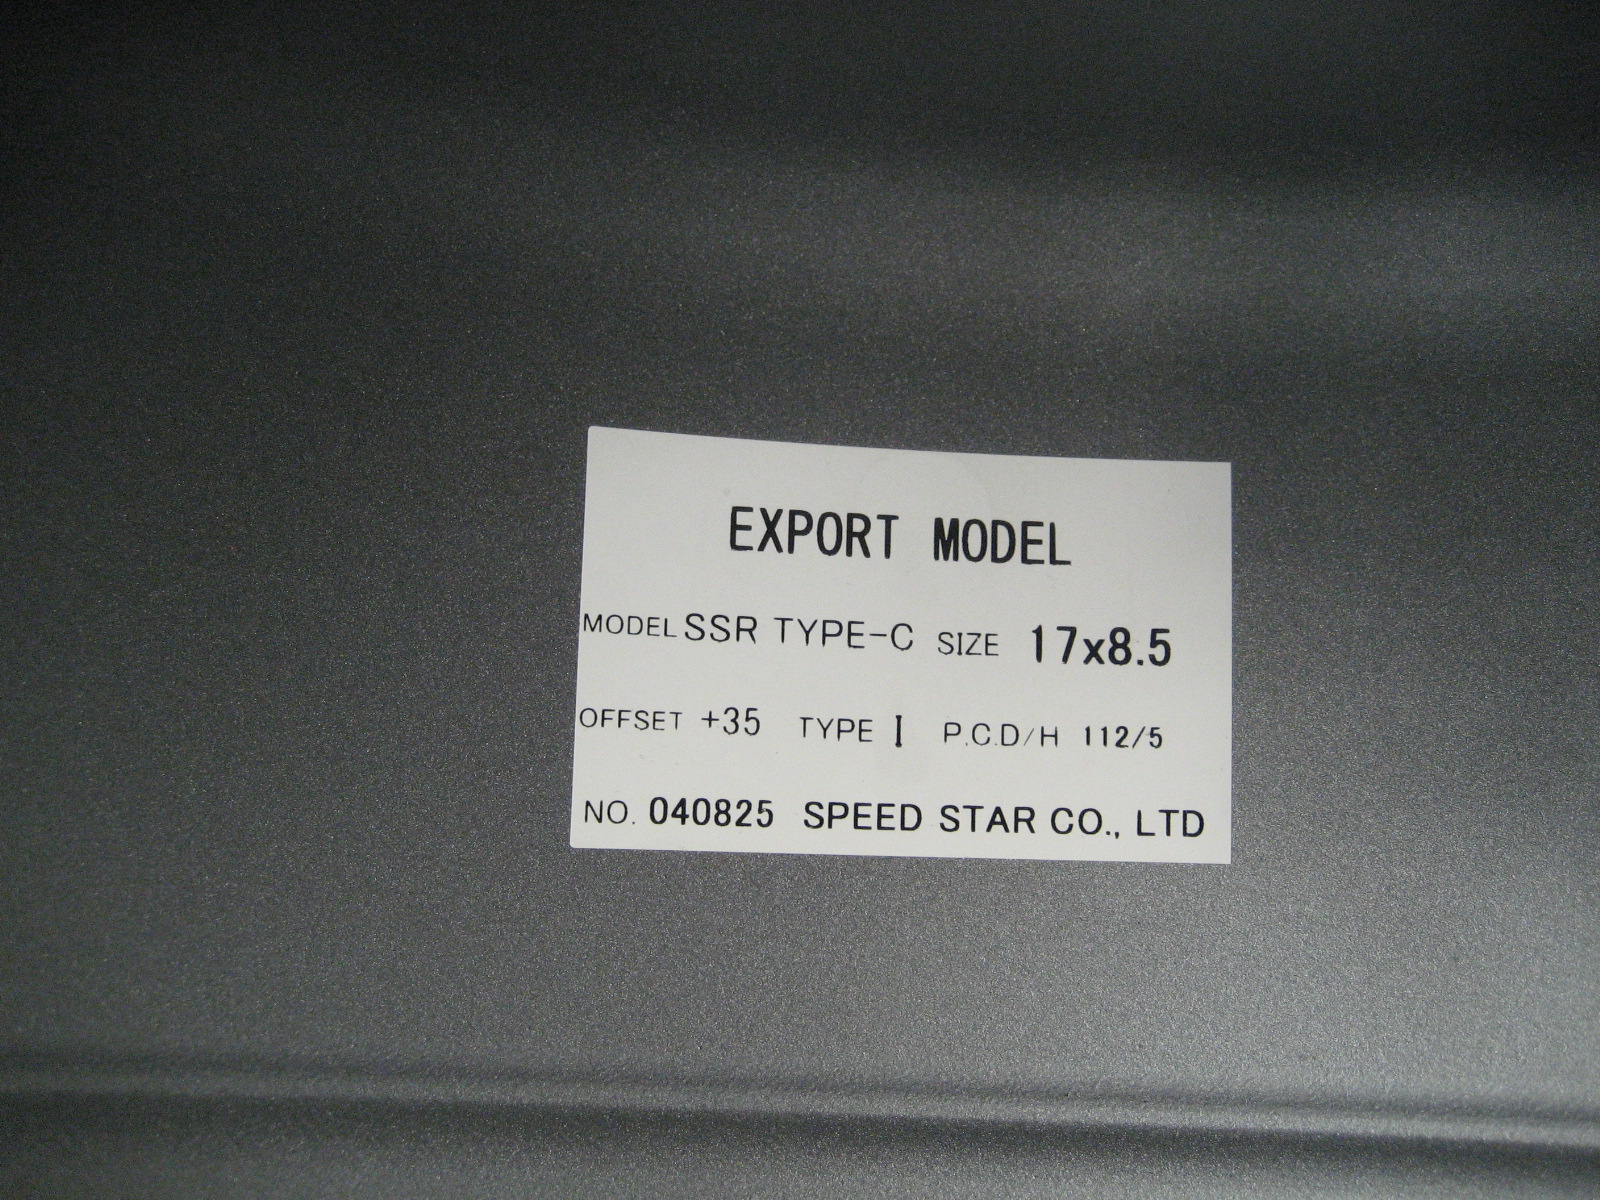 EXPORT MODEL
MODEL SSR TYPE-C SIZE 17x8.5
OFFSET +35 TYPE I P.C.D/H 112/5
NO. 040825 SPEED STAR CO., LTD